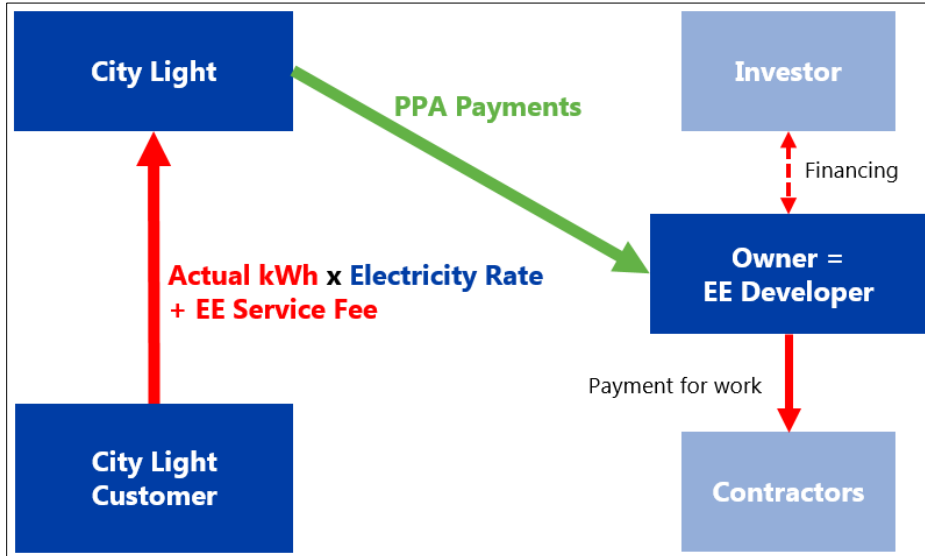 City Light
Investor
PPA Payments
Financing
Owner =
EE Developer
Actual kWh x Electricity Rate
+ EE Service Fee
Payment for work
City Light
Customer
Contractors